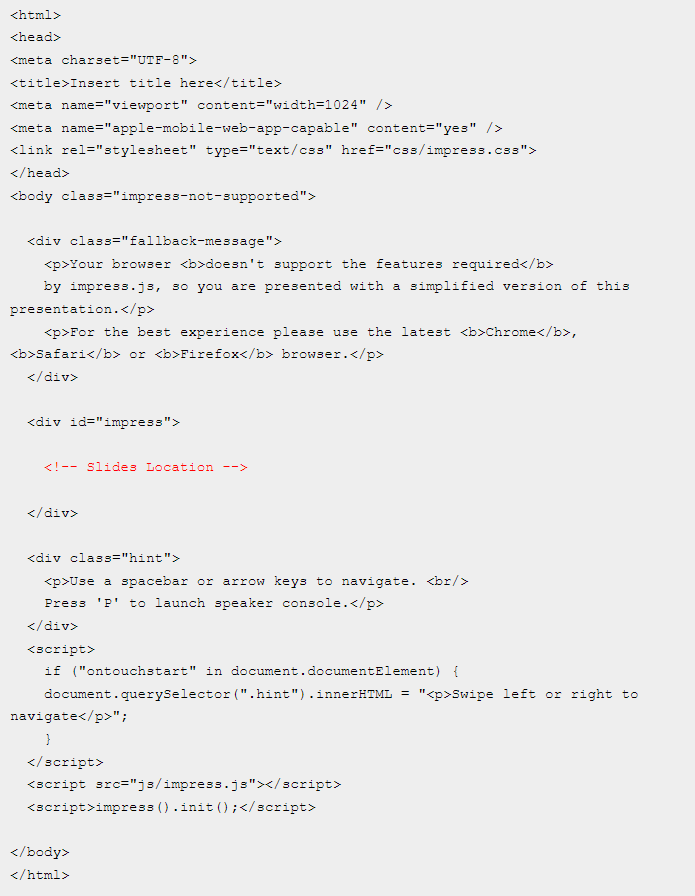 <html>
<head>
<meta charset="UTF-8">
<title>Insert title here</title>
<meta name="viewport" content="width=1024" />
<meta name="apple-mobile-web-app-capable" content="yes" />
<link rel="stylesheet" type="text/css" href="css/impress.css">
</head>
<body class="impress-not-supported">
<div class="fallback-message">
<p>Your browser <b>doesn't support the features required</b>
by impress.js, so you are presented with a simplified version of this
presentation.</p>
<p>For the best experience please use the latest <b>Chrome</b>,
<b>Safari</b> or <b>Firefox</b> browser.</p>
</div>
<div id="impress">
<!-- Slides Location -->
</div>
<div class="hint">
<p>Use a spacebar or arrow keys to navigate. <br/>
Press 'P' to launch speaker console.</p>
</div>
<script>
if ("ontouchstart" in document.documentElement) {
document.querySelector(".hint").innerHTML = "<p>Swipe left or right to
navigate</p>";
}
</script>
<script src="js/impress.js"></script>
<script>impress().init();</script>
</body>
</html>